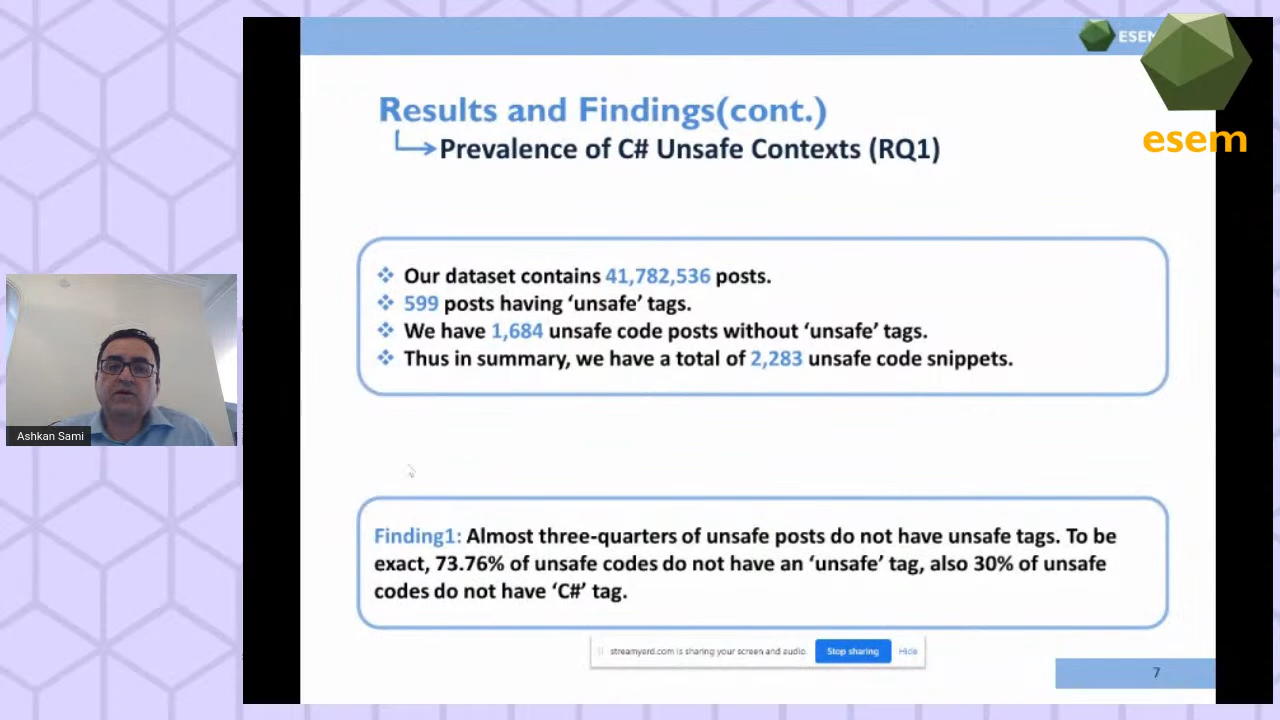 ESEM
esem
Results and Findings(cont.)
Prevalence of C# Unsafe Contexts (RQ1)
❖ Our dataset contains 41,782,536 posts.
❖ 599 posts having ‘unsafe’ tags.
❖ We have 1,684 unsafe code posts without ‘unsafe’ tags.
❖ Thus in summary, we have a total of 2,283 unsafe code snippets.
Ashkan Sami
Finding1: Almost three-quarters of unsafe posts do not have unsafe tags. To be
exact, 73.76% of unsafe codes do not have an ‘unsafe’ tag, also 30% of unsafe
codes do not have ‘C#’ tag.
streamyard.com is sharing your screen and audio. Stop sharing Hide
7